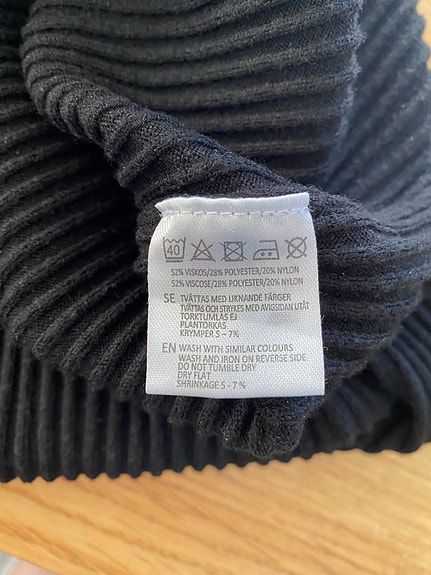 40
52% VISKOS/28% POLYESTER/20% NYLON
52% VISCOSE/28% POLYESTER/20% NYLON
SE TVÄTTAS MED LIKNANDE FÄRGER
TVÄTTS OCH STRYKES MED AVIGSIDAN UTÅT
TORKTUMLAS EJ
PLANTORKAS
KRYMPER 5 - 7%
EN WASH WITH SIMILAR COLOURS
WASH AND IRON ON REVERSE SIDE
DO NOT TUMBLE DRY
DRY FLAT
SHRINKAGE 5 - 7 %